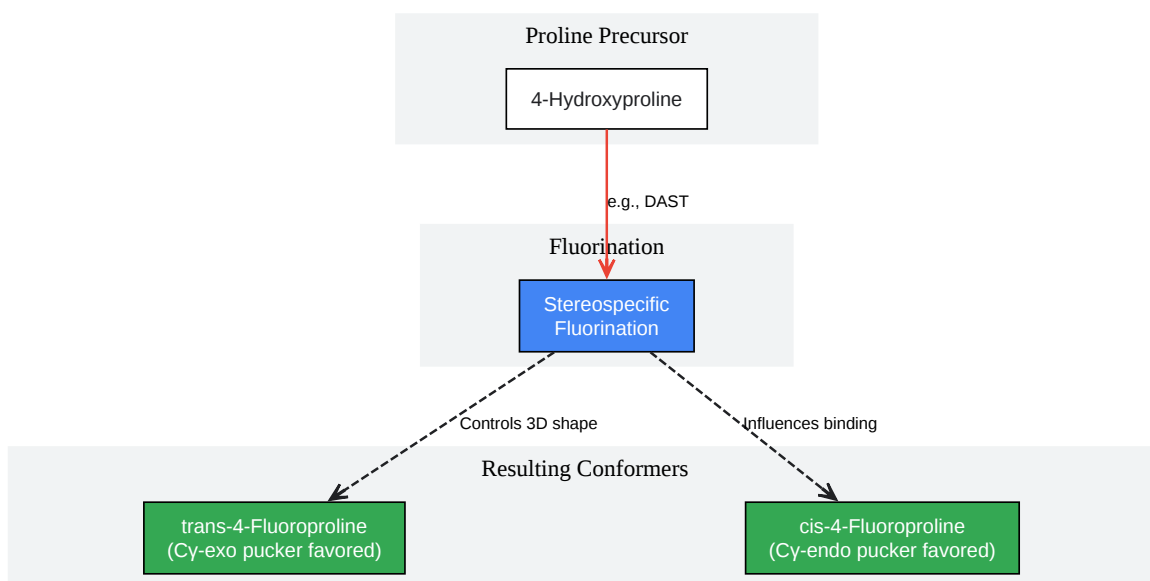 Proline Precursor
4-Hydroxyproline
e.g., DAST
Fluorination
Stereospecific
Fluorination
Controls 3D shape
Influences binding
Resulting Conformers
trans-4-Fluoroproline
(Cγ-exo pucker favored)
cis-4-Fluoroproline
(Cγ-endo pucker favored)